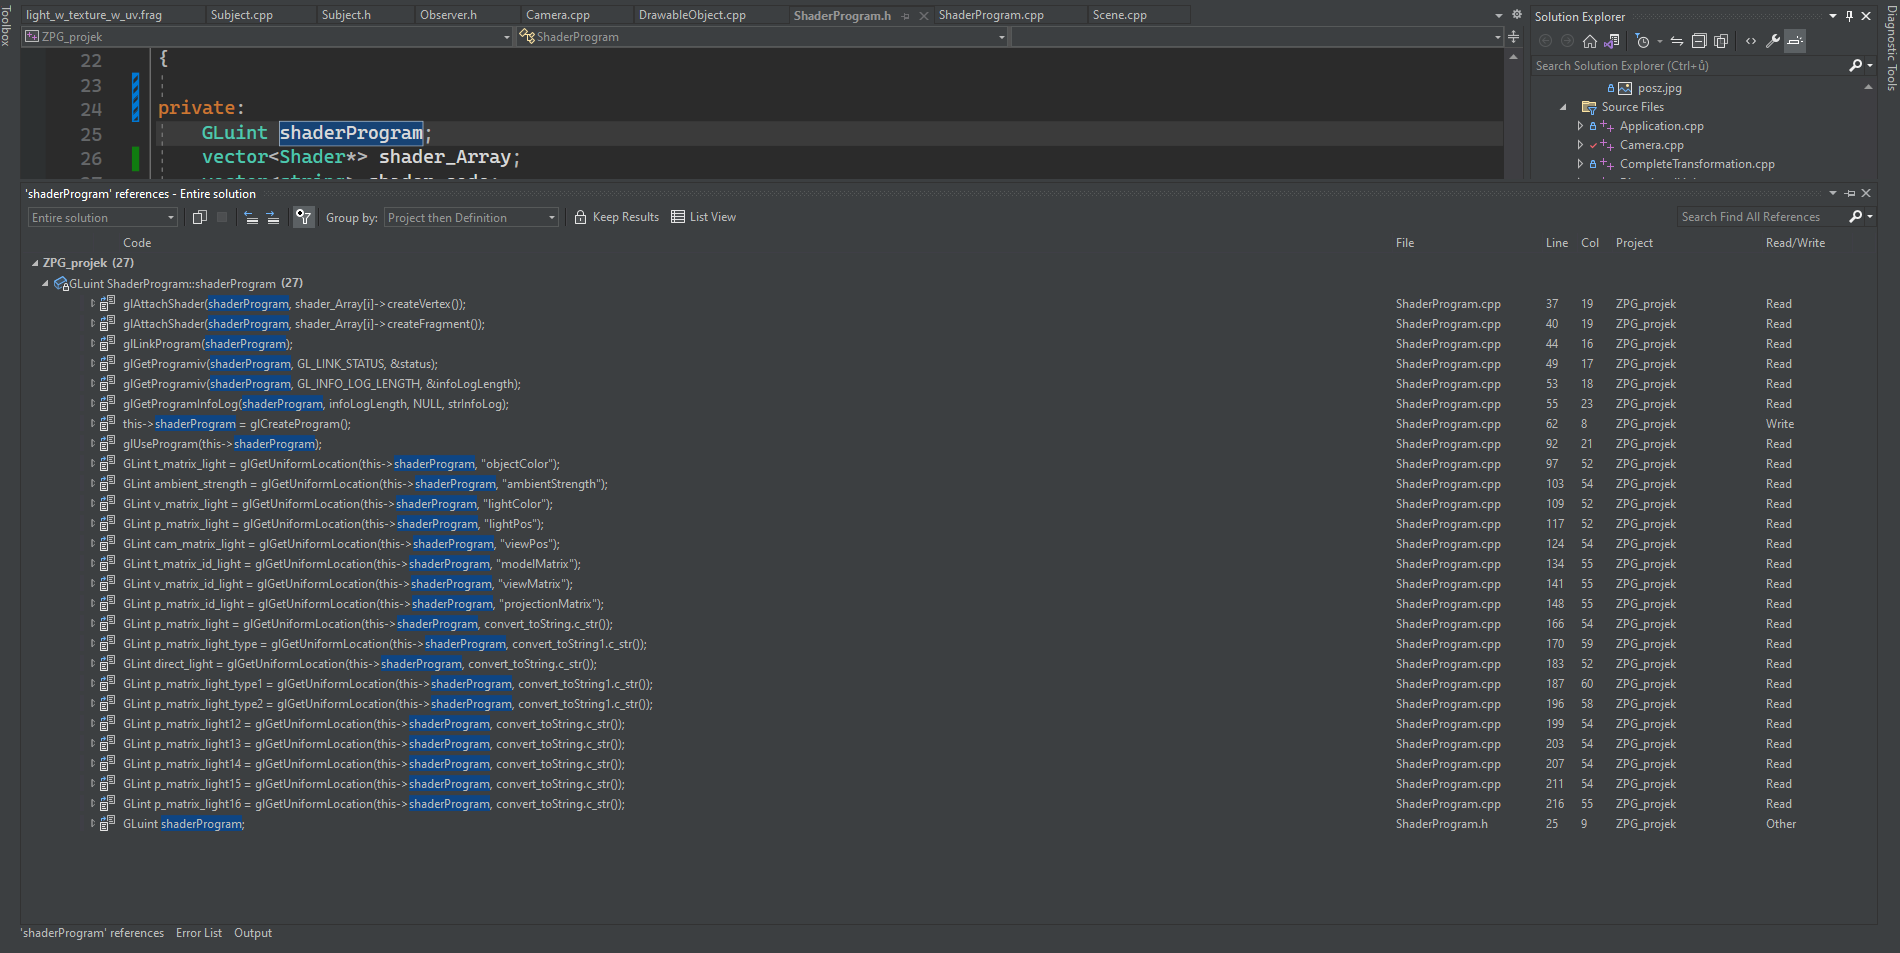 Toolbox
light_w_texture_w_uv.frag Subject.cpp Subject.h Observer.h Camera.cpp DrawableObject.cpp ShaderProgram.h ShaderProgram.cpp Scene.cpp
ZPG_projek ShaderProgram
22 {
23
24 private:
25 GLuint shaderProgram;
26 vector<Shader*> shader_Array;
Solution Explorer
Search Solution Explorer (Ctrl+ů)
posz.jpg
Source Files
Application.cpp
Camera.cpp
CompleteTransformation.cpp
Diagnostic Tools
'shaderProgram' references - Entire solution
Entire solution Group by: Project then Definition Keep Results List View Search Find All References
Code File Line Col Project Read/Write
ZPG_projek (27)
GLuint ShaderProgram::shaderProgram (27)
glAttachShader(shaderProgram, shader_Array[i]->createVertex()); ShaderProgram.cpp 37 19 ZPG_projek Read
glAttachShader(shaderProgram, shader_Array[i]->createFragment()); ShaderProgram.cpp 40 19 ZPG_projek Read
glLinkProgram(shaderProgram); ShaderProgram.cpp 44 16 ZPG_projek Read
glGetProgramiv(shaderProgram, GL_LINK_STATUS, &status); ShaderProgram.cpp 49 17 ZPG_projek Read
glGetProgramiv(shaderProgram, GL_INFO_LOG_LENGTH, &infoLogLength); ShaderProgram.cpp 53 18 ZPG_projek Read
glGetProgramInfoLog(shaderProgram, infoLogLength, NULL, strInfoLog); ShaderProgram.cpp 55 23 ZPG_projek Read
this->shaderProgram = glCreateProgram(); ShaderProgram.cpp 62 8 ZPG_projek Write
glUseProgram(this->shaderProgram); ShaderProgram.cpp 92 21 ZPG_projek Read
GLint t_matrix_light = glGetUniformLocation(this->shaderProgram, "objectColor"); ShaderProgram.cpp 97 52 ZPG_projek Read
GLint ambient_strength = glGetUniformLocation(this->shaderProgram, "ambientStrength"); ShaderProgram.cpp 103 54 ZPG_projek Read
GLint v_matrix_light = glGetUniformLocation(this->shaderProgram, "lightColor"); ShaderProgram.cpp 109 52 ZPG_projek Read
GLint p_matrix_light = glGetUniformLocation(this->shaderProgram, "lightPos"); ShaderProgram.cpp 117 52 ZPG_projek Read
GLint cam_matrix_light = glGetUniformLocation(this->shaderProgram, "viewPos"); ShaderProgram.cpp 124 54 ZPG_projek Read
GLint t_matrix_id_light = glGetUniformLocation(this->shaderProgram, "modelMatrix"); ShaderProgram.cpp 134 55 ZPG_projek Read
GLint v_matrix_id_light = glGetUniformLocation(this->shaderProgram, "viewMatrix"); ShaderProgram.cpp 141 55 ZPG_projek Read
GLint p_matrix_id_light = glGetUniformLocation(this->shaderProgram, "projectionMatrix"); ShaderProgram.cpp 148 55 ZPG_projek Read
GLint p_matrix_light = glGetUniformLocation(this->shaderProgram, convert_toString.c_str()); ShaderProgram.cpp 166 54 ZPG_projek Read
GLint p_matrix_light_type = glGetUniformLocation(this->shaderProgram, convert_toString1.c_str()); ShaderProgram.cpp 170 59 ZPG_projek Read
GLint direct_light = glGetUniformLocation(this->shaderProgram, convert_toString.c_str()); ShaderProgram.cpp 183 52 ZPG_projek Read
GLint p_matrix_light_type1 = glGetUniformLocation(this->shaderProgram, convert_toString1.c_str()); ShaderProgram.cpp 187 60 ZPG_projek Read
GLint p_matrix_light_type2 = glGetUniformLocation(this->shaderProgram, convert_toString1.c_str()); ShaderProgram.cpp 196 58 ZPG_projek Read
GLint p_matrix_light12 = glGetUniformLocation(this->shaderProgram, convert_toString.c_str()); ShaderProgram.cpp 199 54 ZPG_projek Read
GLint p_matrix_light13 = glGetUniformLocation(this->shaderProgram, convert_toString.c_str()); ShaderProgram.cpp 203 54 ZPG_projek Read
GLint p_matrix_light14 = glGetUniformLocation(this->shaderProgram, convert_toString.c_str()); ShaderProgram.cpp 207 54 ZPG_projek Read
GLint p_matrix_light15 = glGetUniformLocation(this->shaderProgram, convert_toString.c_str()); ShaderProgram.cpp 211 54 ZPG_projek Read
GLint p_matrix_light16 = glGetUniformLocation(this->shaderProgram, convert_toString.c_str()); ShaderProgram.cpp 216 55 ZPG_projek Read
GLuint shaderProgram; ShaderProgram.h 25 9 ZPG_projek Other
'shaderProgram' references Error List Output